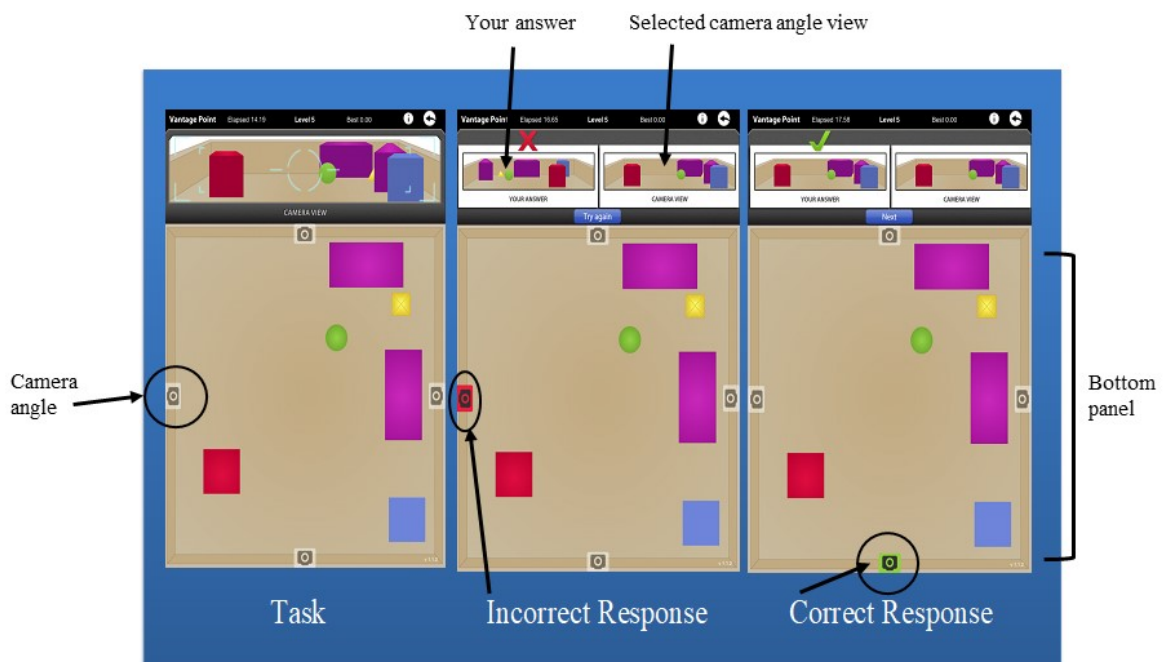 Your answer
Selected camera angle view
Vantage Point Elapsed 14.19 Level 5 Best 0.00 i
CAMERA VIEW
Vantage Point Elapsed 16.65 Level 5 Best 0.00 i
YOUR ANSWER CAMERA VIEW
Try again
Vantage Point Elapsed 17.58 Level 5 Best 0.00 i
YOUR ANSWER CAMERA VIEW
Next
Camera
angle
Bottom
panel
Task
Incorrect Response
Correct Response